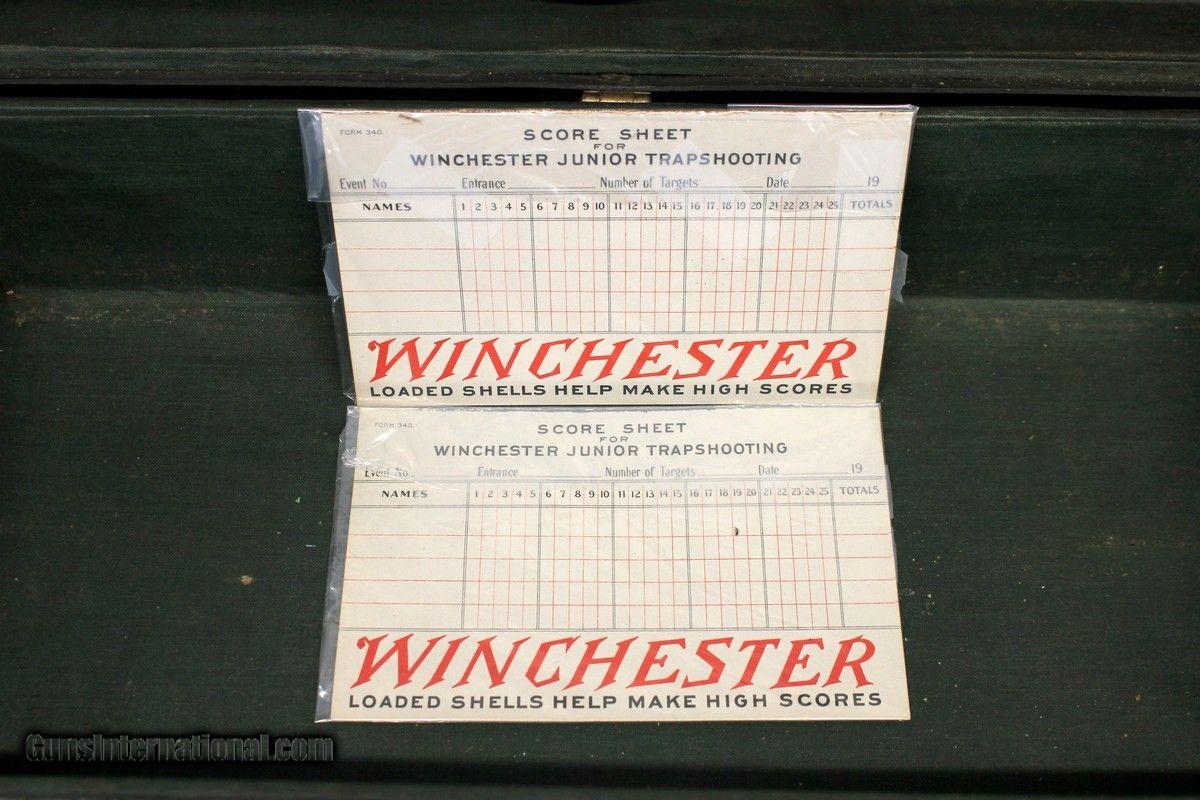 FORM 340.
SCORE SHEET
FOR
WINCHESTER JUNIOR TRAPSHOOTING
Event No Entrance Number of Targets Date 19
NAMES 1 2 3 4 5 6 7 8 9 10 11 12 13 14 15 16 17 18 19 20 21 22 23 24 25 TOTALS
WINCHESTER
LOADED SHELLS HELP MAKE HIGH SCORES
FORM 340.
SCORE SHEET
FOR
WINCHESTER JUNIOR TRAPSHOOTING
Event No. Entrance Number of Targets Date 19
NAMES 1 2 3 4 5 6 7 8 9 10 11 12 13 14 15 16 17 18 19 20 21 22 23 24 25 TOTALS
WINCHESTER
LOADED SHELLS HELP MAKE HIGH SCORES
GunsInternational.com